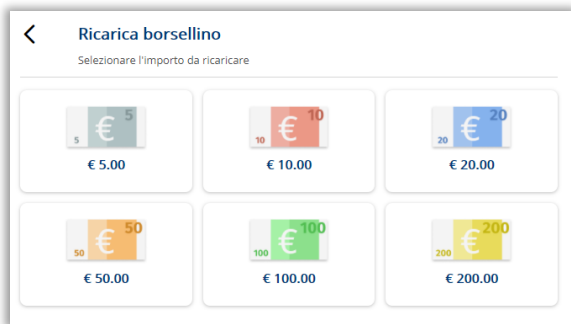 Ricarica borsellino
Selezionare l'importo da ricaricare
5 € 5
10 € 10
20 € 20
€ 5.00
€ 10.00
€ 20.00
50 € 50
100 € 100
200 € 200
€ 50.00
€ 100.00
€ 200.00